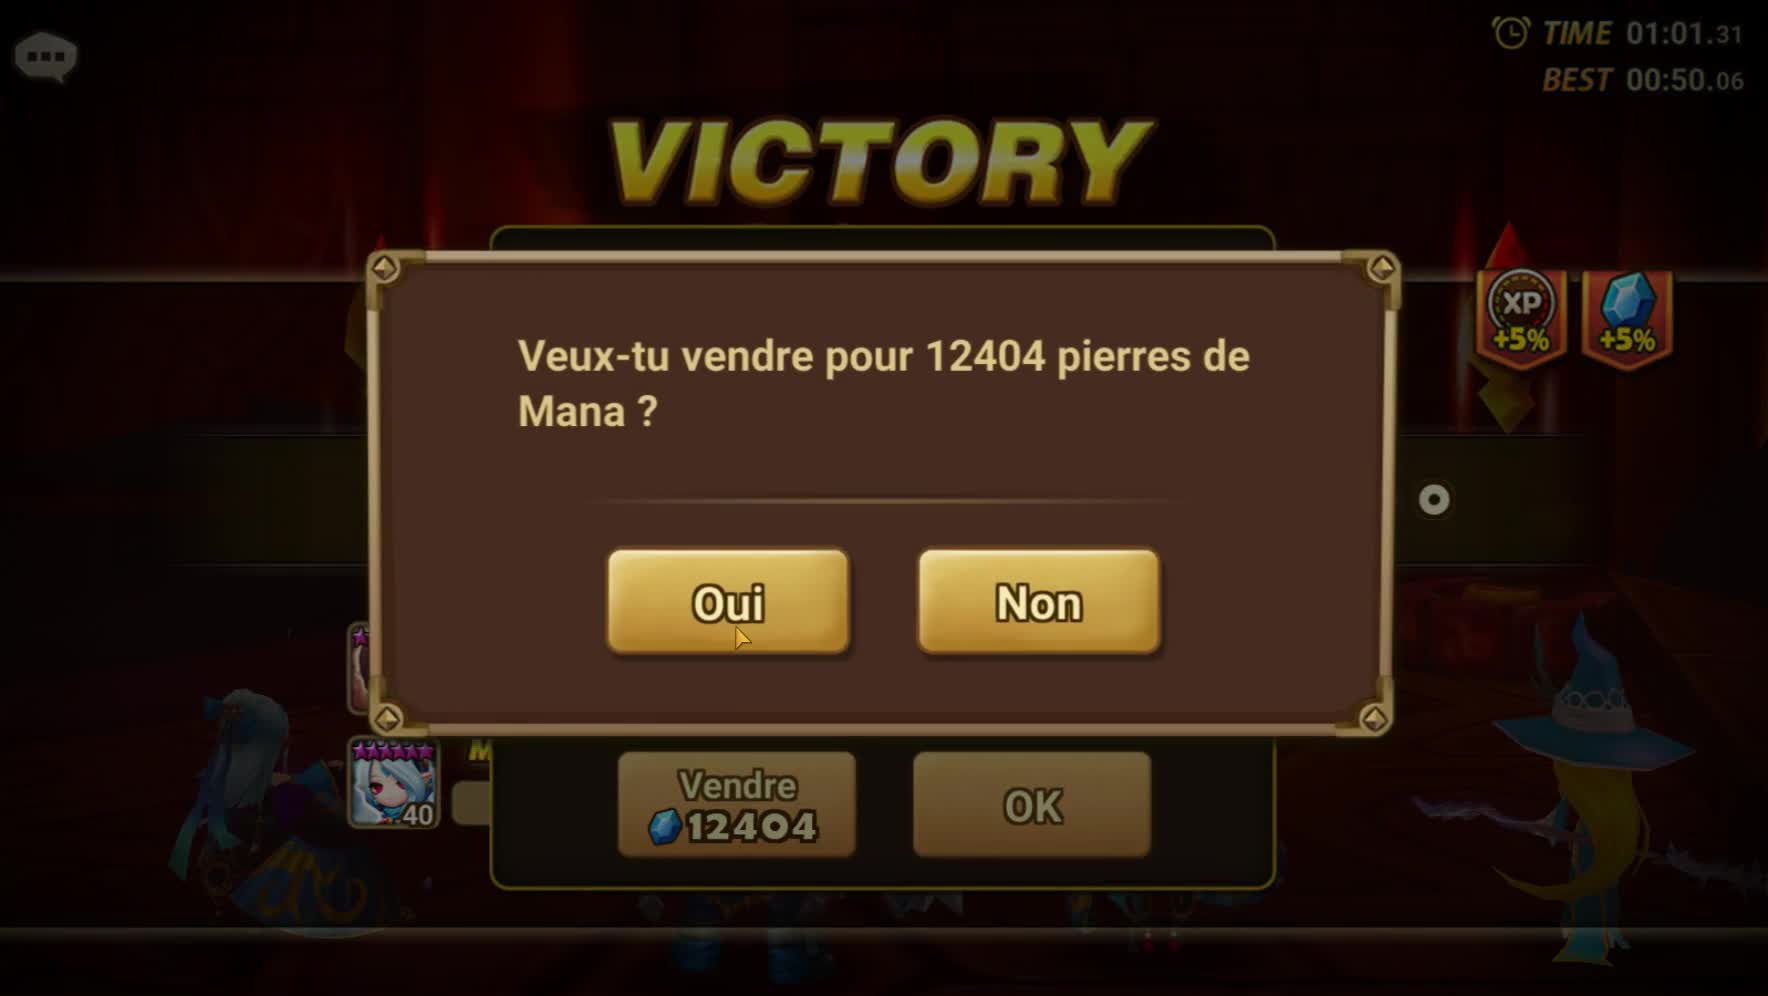 TIME 01:01.31
BEST 00:50.06
VICTORY
XP
+5%
+5%
Veux-tu vendre pour 12404 pierres de
Mana ?
Oui
Non
40
Vendre
12404
OK